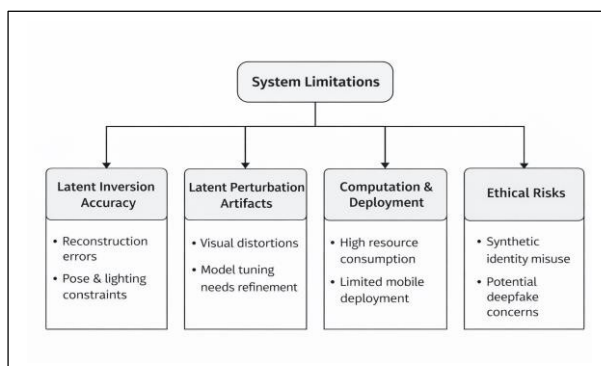 System Limitations
Latent Inversion
Accuracy
• Reconstruction
errors
• Pose & lighting
constraints
Latent Perturbation
Artifacts
• Visual distortions
• Model tuning
needs refinement
Computation &
Deployment
• High resource
consumption
• Limited mobile
deployment
Ethical Risks
• Synthetic
identity misuse
• Potential
deepfake
concerns